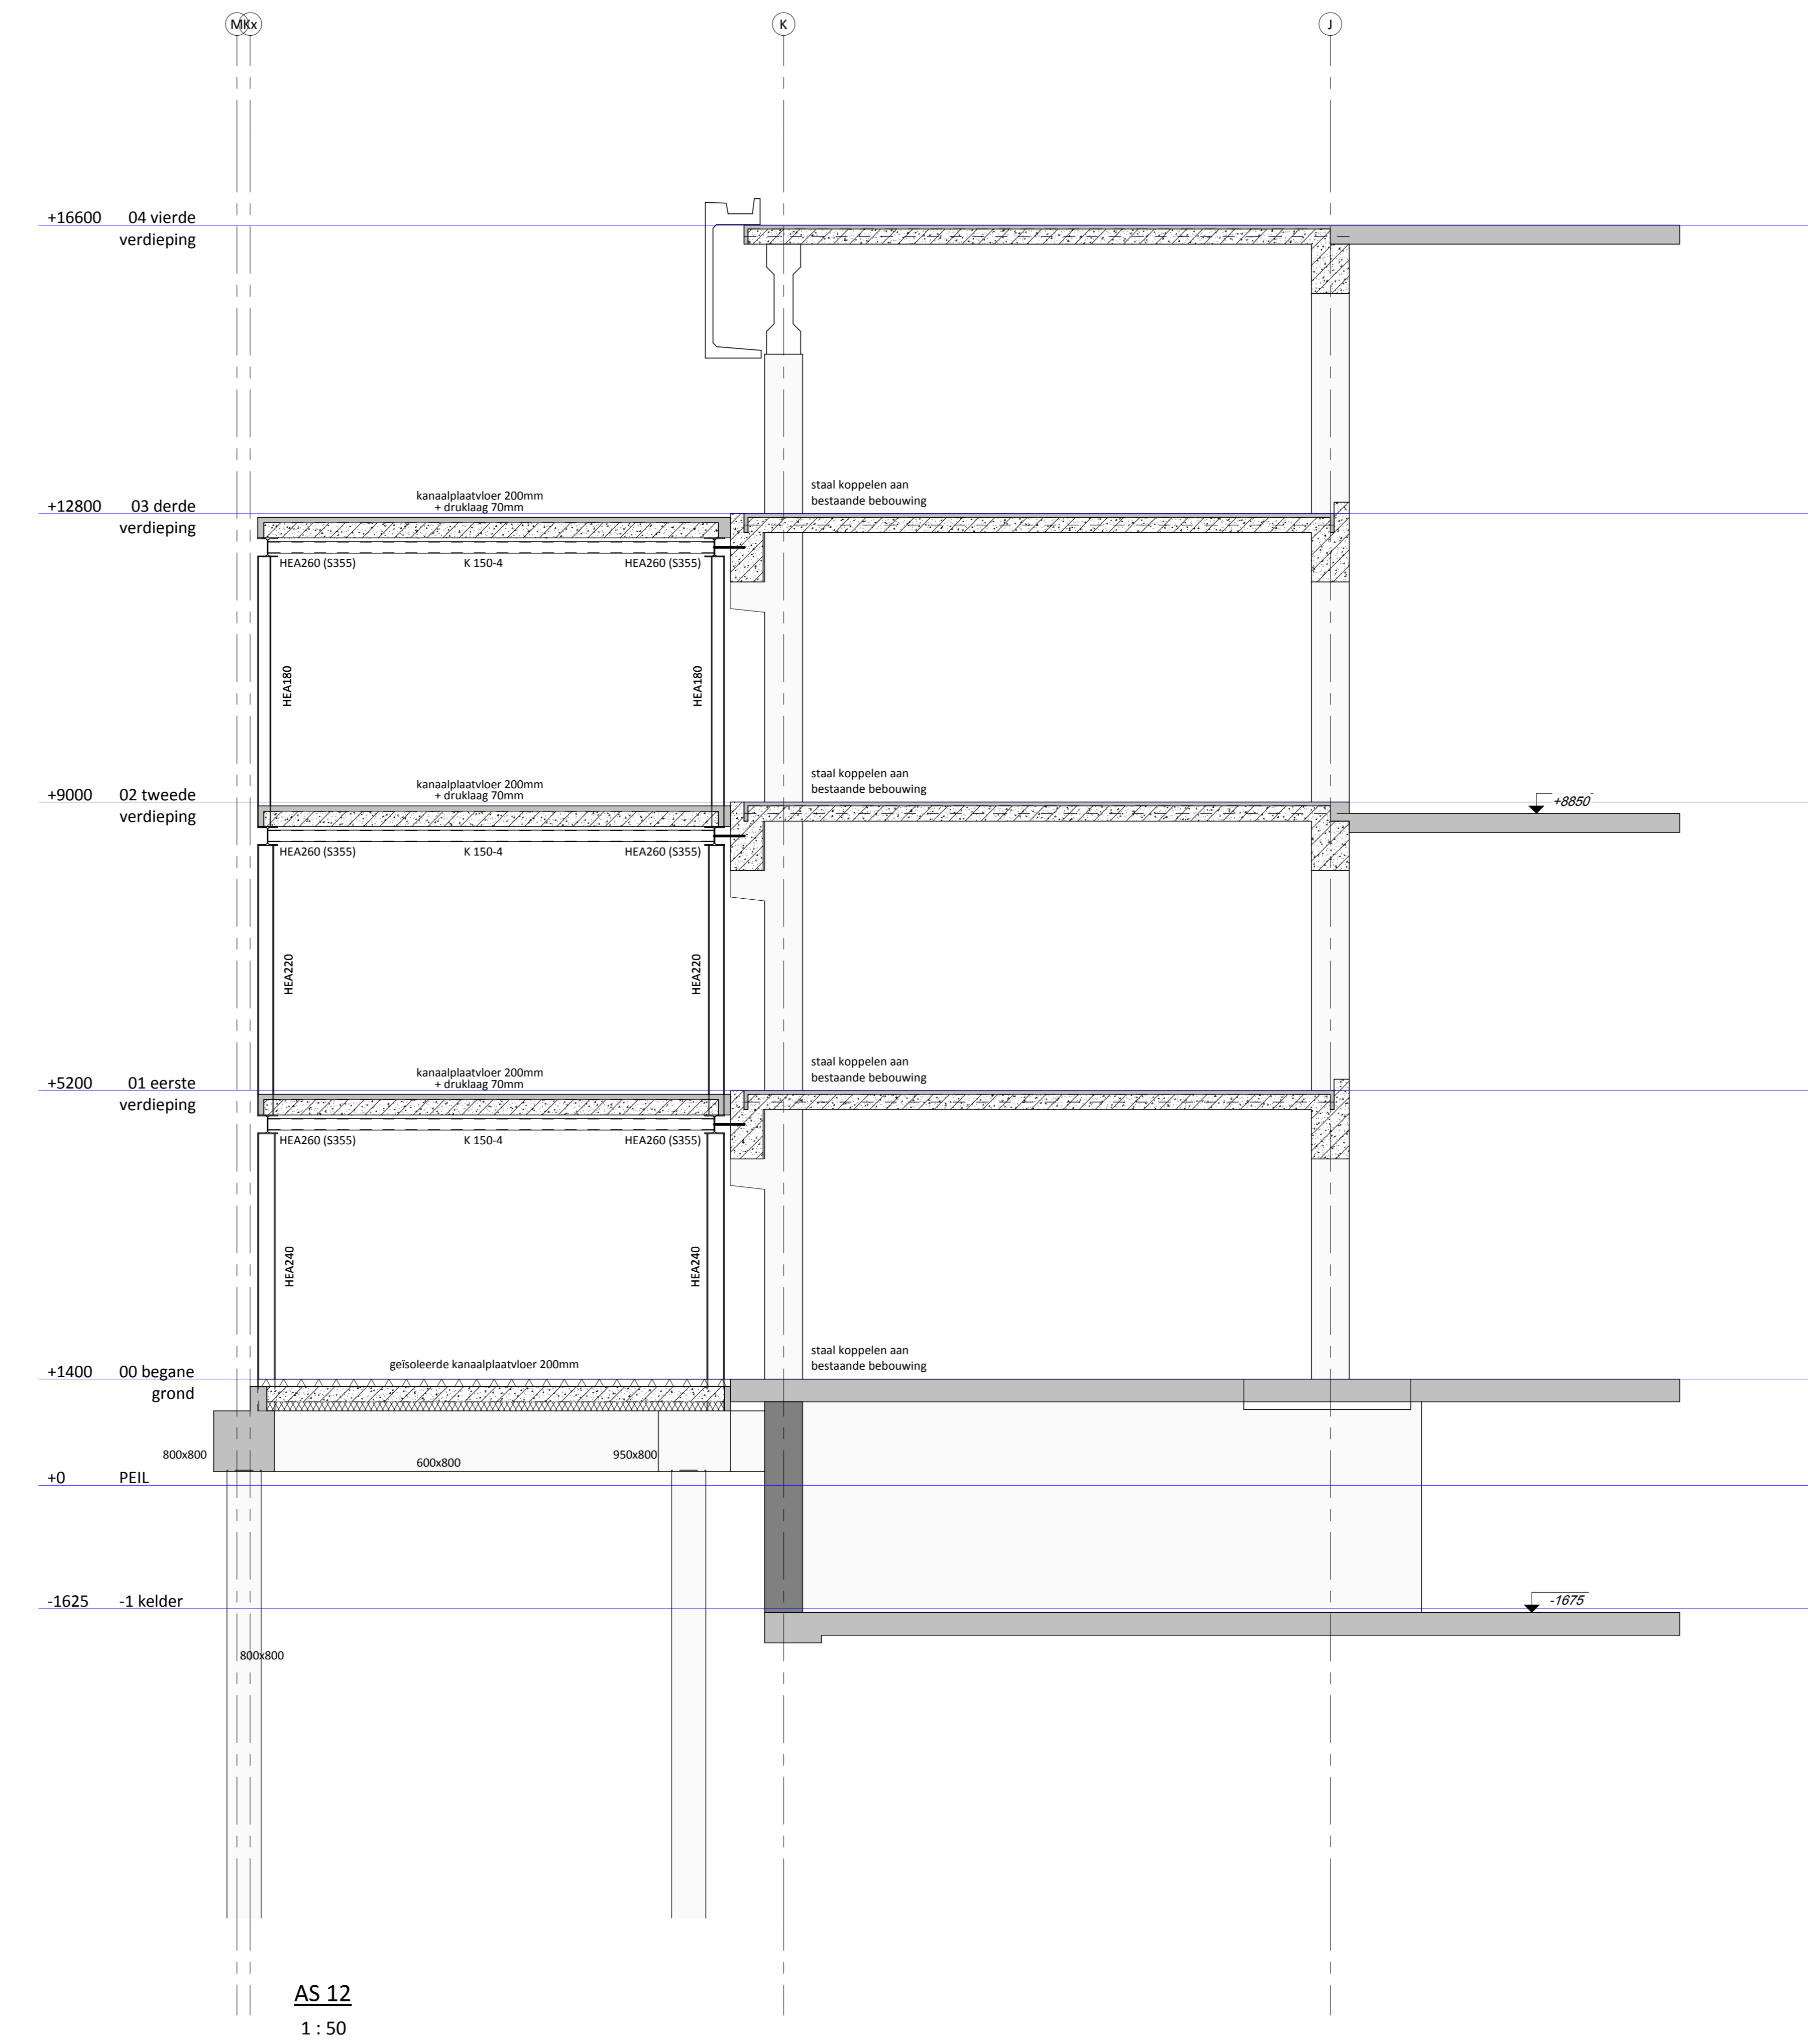 M
Kx
K
J
+16600 04 vierde
verdieping
+12800 03 derde
verdieping
kanaalplaatvloer 200mm
+ druklaag 70mm
staal koppelen aan
bestaande bebouwing
HEA260 (S355) K 150-4 HEA260 (S355)
HEA180
HEA180
+9000 02 tweede
verdieping
kanaalplaatvloer 200mm
+ druklaag 70mm
staal koppelen aan
bestaande bebouwing
+8850
HEA260 (S355) K 150-4 HEA260 (S355)
HEA220
HEA220
+5200 01 eerste
verdieping
kanaalplaatvloer 200mm
+ druklaag 70mm
staal koppelen aan
bestaande bebouwing
HEA260 (S355) K 150-4 HEA260 (S355)
HEA240
HEA240
+1400 00 begane
grond
geïsoleerde kanaalplaatvloer 200mm
staal koppelen aan
bestaande bebouwing
800x800
600x800
950x800
+0 PEIL
-1625 -1 kelder
-1675
800x800
AS 12
1 : 50